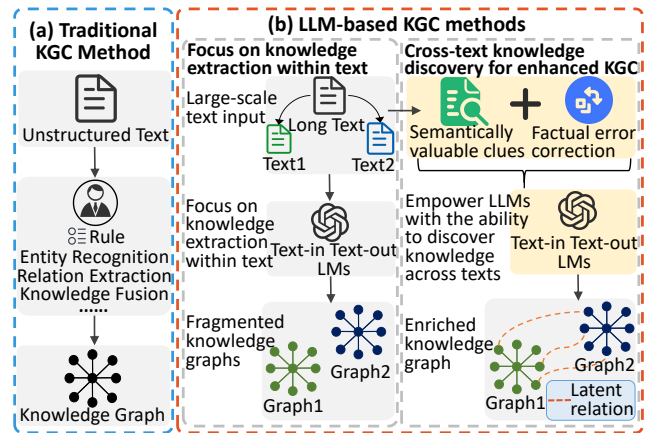 (a) Traditional
KGC Method
Unstructured Text
Rule
Entity Recognition
Relation Extraction
Knowledge Fusion
......
Knowledge Graph
(b) LLM-based KGC methods
Focus on knowledge
extraction within text
Large-scale
text input
Long Text
Text1
Text2
Focus on
knowledge
extraction
within text
Text-in Text-out
LMs
Fragmented
knowledge
graphs
Graph2
Graph1
Cross-text knowledge
discovery for enhanced KGC
Semantically
valuable clues
Factual error
correction
Empower LLMs
with the ability
to discover
knowledge
across texts
Text-in Text-out
LMs
Enriched
knowledge
graph
Graph2
Graph1
Latent
relation